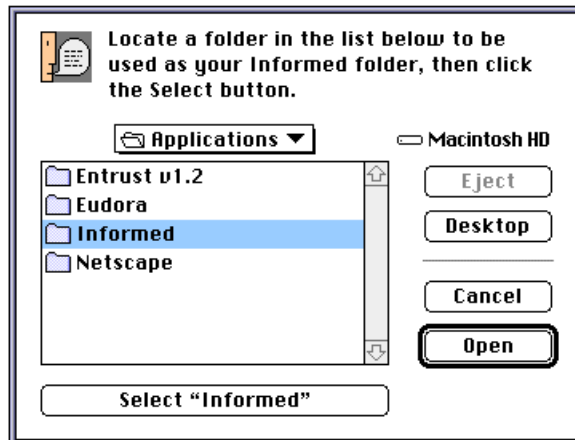 Locate a folder in the list below to be
used as your Informed folder, then click
the Select button.
Applications
Macintosh HD
Entrust v1.2
Eudora
Informed
Netscape
Eject
Desktop
Cancel
Open
Select “Informed”